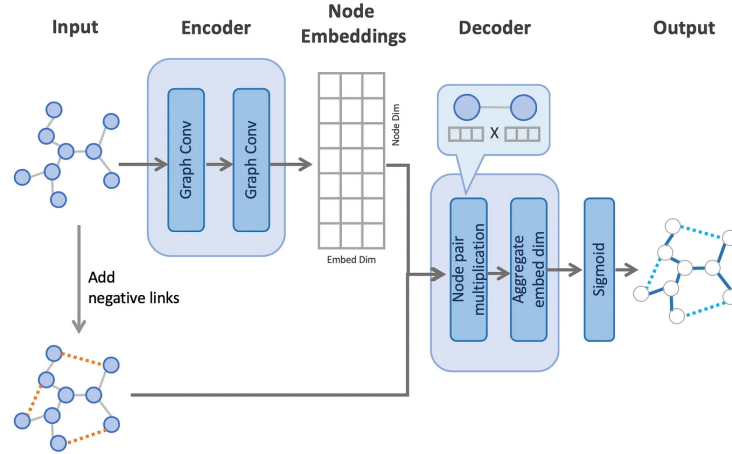 Input
Encoder
Node
Embeddings
Decoder
Output
Graph Conv
Graph Conv
Node Dim
Embed Dim
X
Node pair
multiplication
Aggregate
embed dim
Sigmoid
Add
negative links